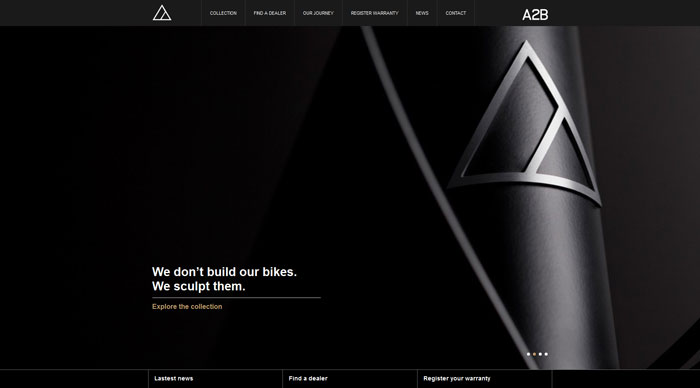 COLLECTION FIND A DEALER OUR JOURNEY REGISTER WARRANTY NEWS CONTACT A2B
We don't build our bikes.
We sculpt them.
Explore the collection
Lastest news Find a dealer Register your warranty